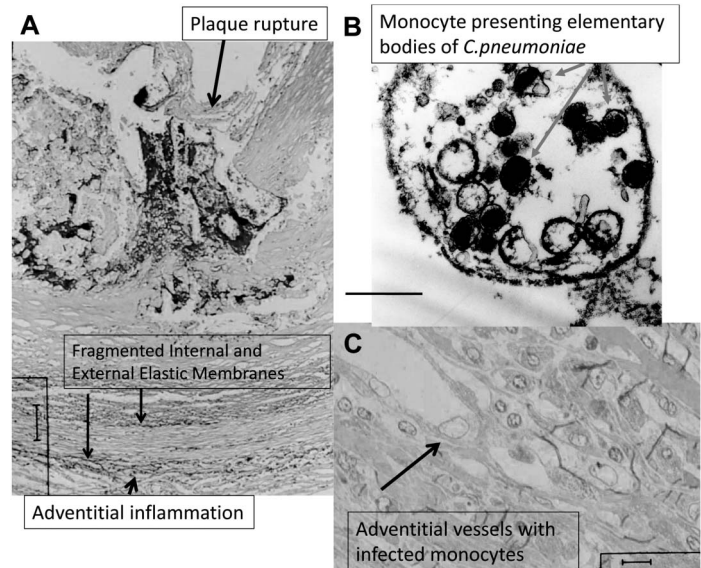 A
Plaque rupture
B
Monocyte presenting elementary
bodies of C.pneumoniae
Fragmented Internal and
External Elastic Membranes
Adventitial inflammation
C
Adventitial vessels with
infected monocytes